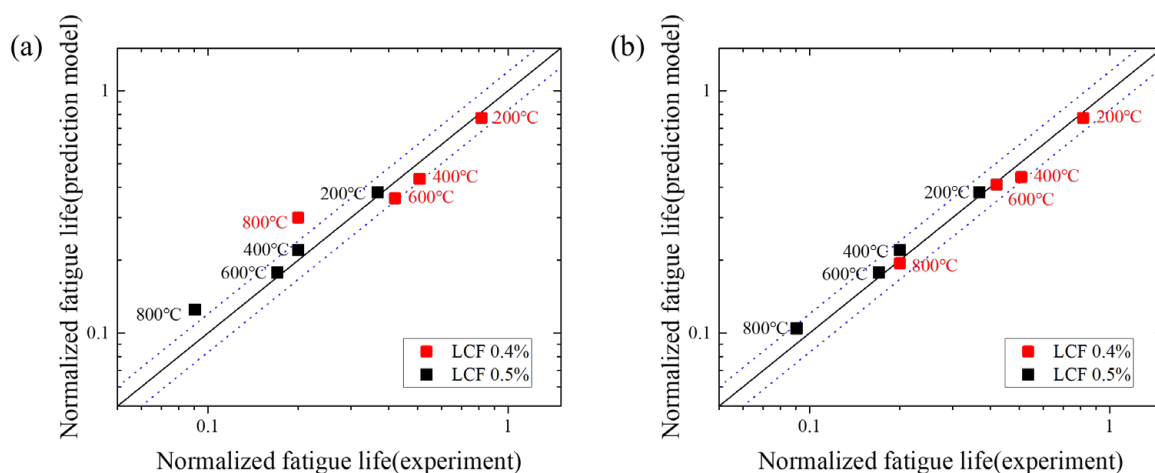 (a)
Normalized fatigue life(prediction model)
1
0.1
200℃
400℃
200℃
600℃
800℃
400℃
600℃
800℃
LCF 0.4%
LCF 0.5%
0.1
1
Normalized fatigue life(experiment)
(b)
Normalized fatigue life(prediction model)
1
0.1
200℃
200℃
400℃
600℃
400℃
600℃
800℃
800℃
LCF 0.4%
LCF 0.5%
0.1
1
Normalized fatigue life(experiment)